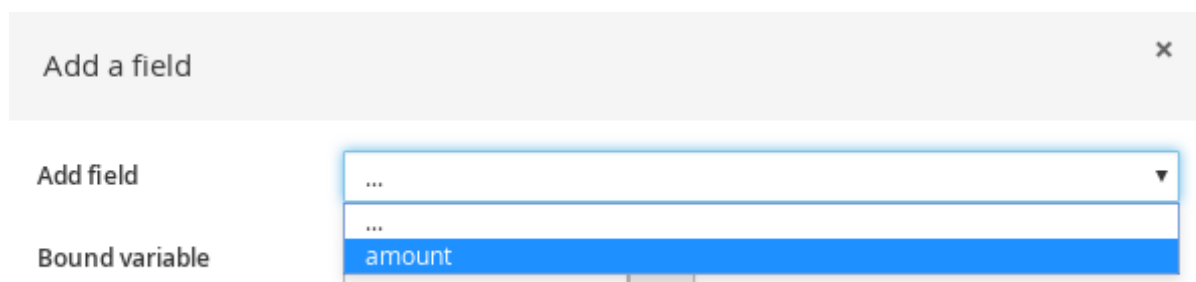 Add a field ×
Add field ... ▼
...
Bound variable amount